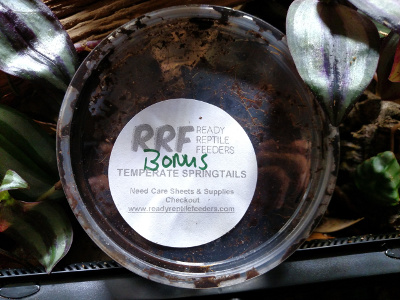 RRF READY
REPTILE
FEEDERS
BONUS
TEMPERATE SPRINGTAILS
Need Care Sheets & Supplies
Checkout
www.readyreptilefeeders.com